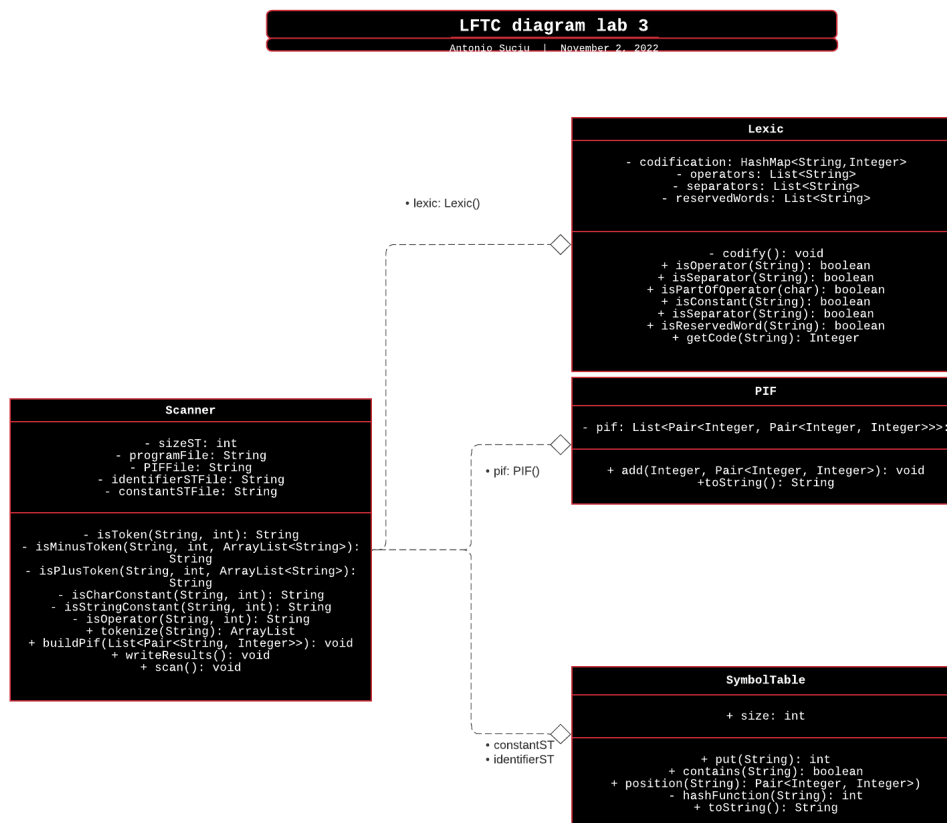 LFTC diagram lab 3
Antonio Suciu | November 2, 2022
Lexic
- codification: HashMap<String,Integer>
- operators: List<String>
- separators: List<String>
- reservedWords: List<String>
- codify(): void
+ isOperator(String): boolean
+ isSeparator(String): boolean
+ isPartOfOperator(char): boolean
+ isConstant(String): boolean
+ isSeparator(String): boolean
+ isReservedWord(String): boolean
+ getCode(String): Integer
• lexic: Lexic()
PIF
- pif: List<Pair<Integer, Pair<Integer, Integer>>>:
+ add(Integer, Pair<Integer, Integer>): void
+toString(): String
• pif: PIF()
Scanner
- sizeST: int
- programFile: String
- PIFFile: String
- identifierSTFile: String
- constantSTFile: String
- isToken(String, int): String
- isMinusToken(String, int, ArrayList<String>):
String
- isPlusToken(String, int, ArrayList<String>):
String
- isCharConstant(String, int): String
- isStringConstant(String, int): String
- isOperator(String, int): String
+ tokenize(String): ArrayList
+ buildPif(List<Pair<String, Integer>>): void
+ writeResults(): void
+ scan(): void
SymbolTable
+ size: int
+ put(String): int
+ contains(String): boolean
+ position(String): Pair<Integer, Integer>)
- hashFunction(String): int
+ toString(): String
• constantST
• identifierST